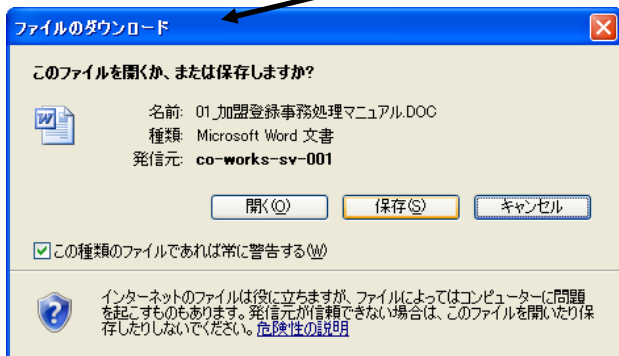 ファイルのダウンロード
このファイルを開くか、または保存しますか?
名前: 01_加盟登録事務処理マニュアル.DOC
種類: Microsoft Word 文書
発信元: co-works-sv-001
開く(O) 保存(S) キャンセル
この種類のファイルであれば常に警告する(W)
インターネットのファイルは役に立ちますが、ファイルによってはコンピューターに問題
を起こすものもあります。発信元が信頼できない場合は、このファイルを開いたり保
存したりしないでください。危険性の説明